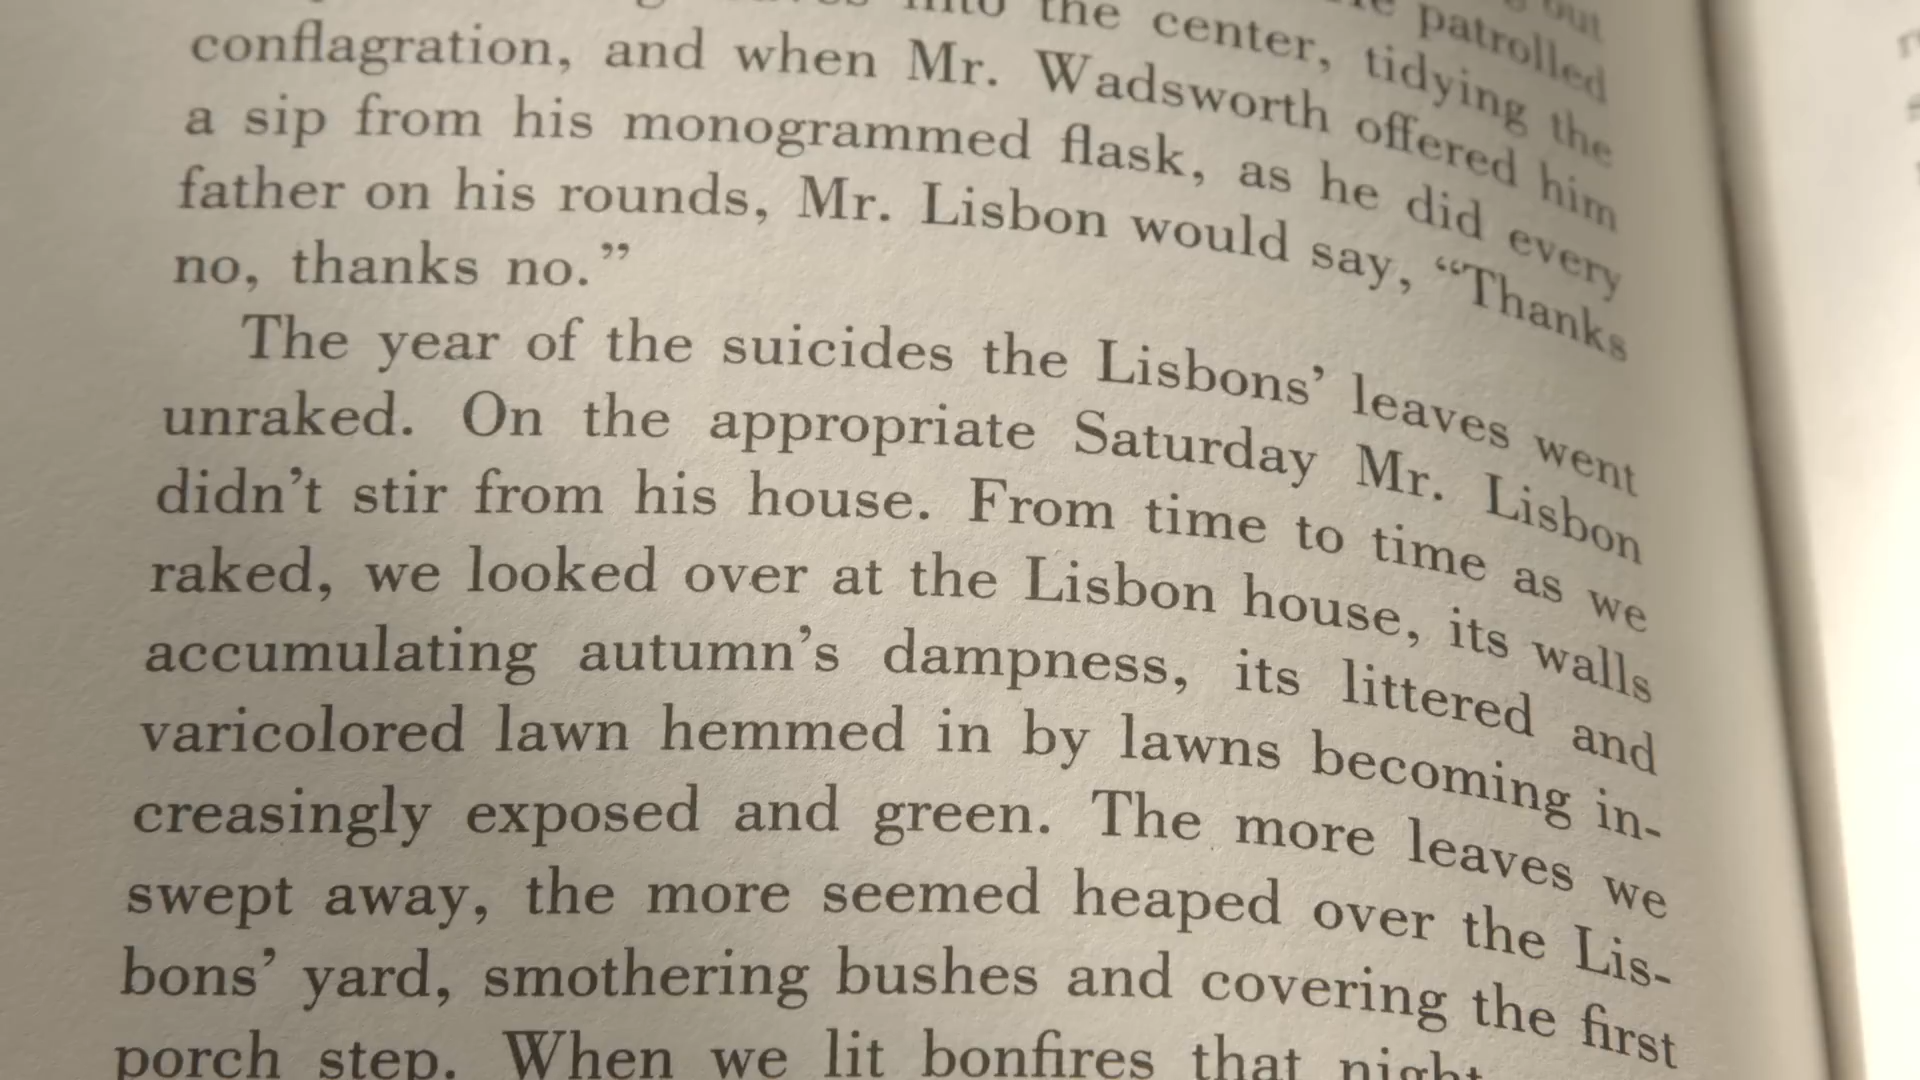 out
patrolled
into the center, tidying the
conflagration, and when Mr. Wadsworth offered him
a sip from his monogrammed flask, as he did every
father on his rounds, Mr. Lisbon would say, “Thanks
no, thanks no.”
The year of the suicides the Lisbons’ leaves went
unraked. On the appropriate Saturday Mr. Lisbon
didn’t stir from his house. From time to time as we
raked, we looked over at the Lisbon house, its walls
accumulating autumn’s dampness, its littered and
varicolored lawn hemmed in by lawns becoming in-
creasingly exposed and green. The more leaves we
swept away, the more seemed heaped over the Lis-
bons’ yard, smothering bushes and covering the first
porch step. When we lit bonfires that night